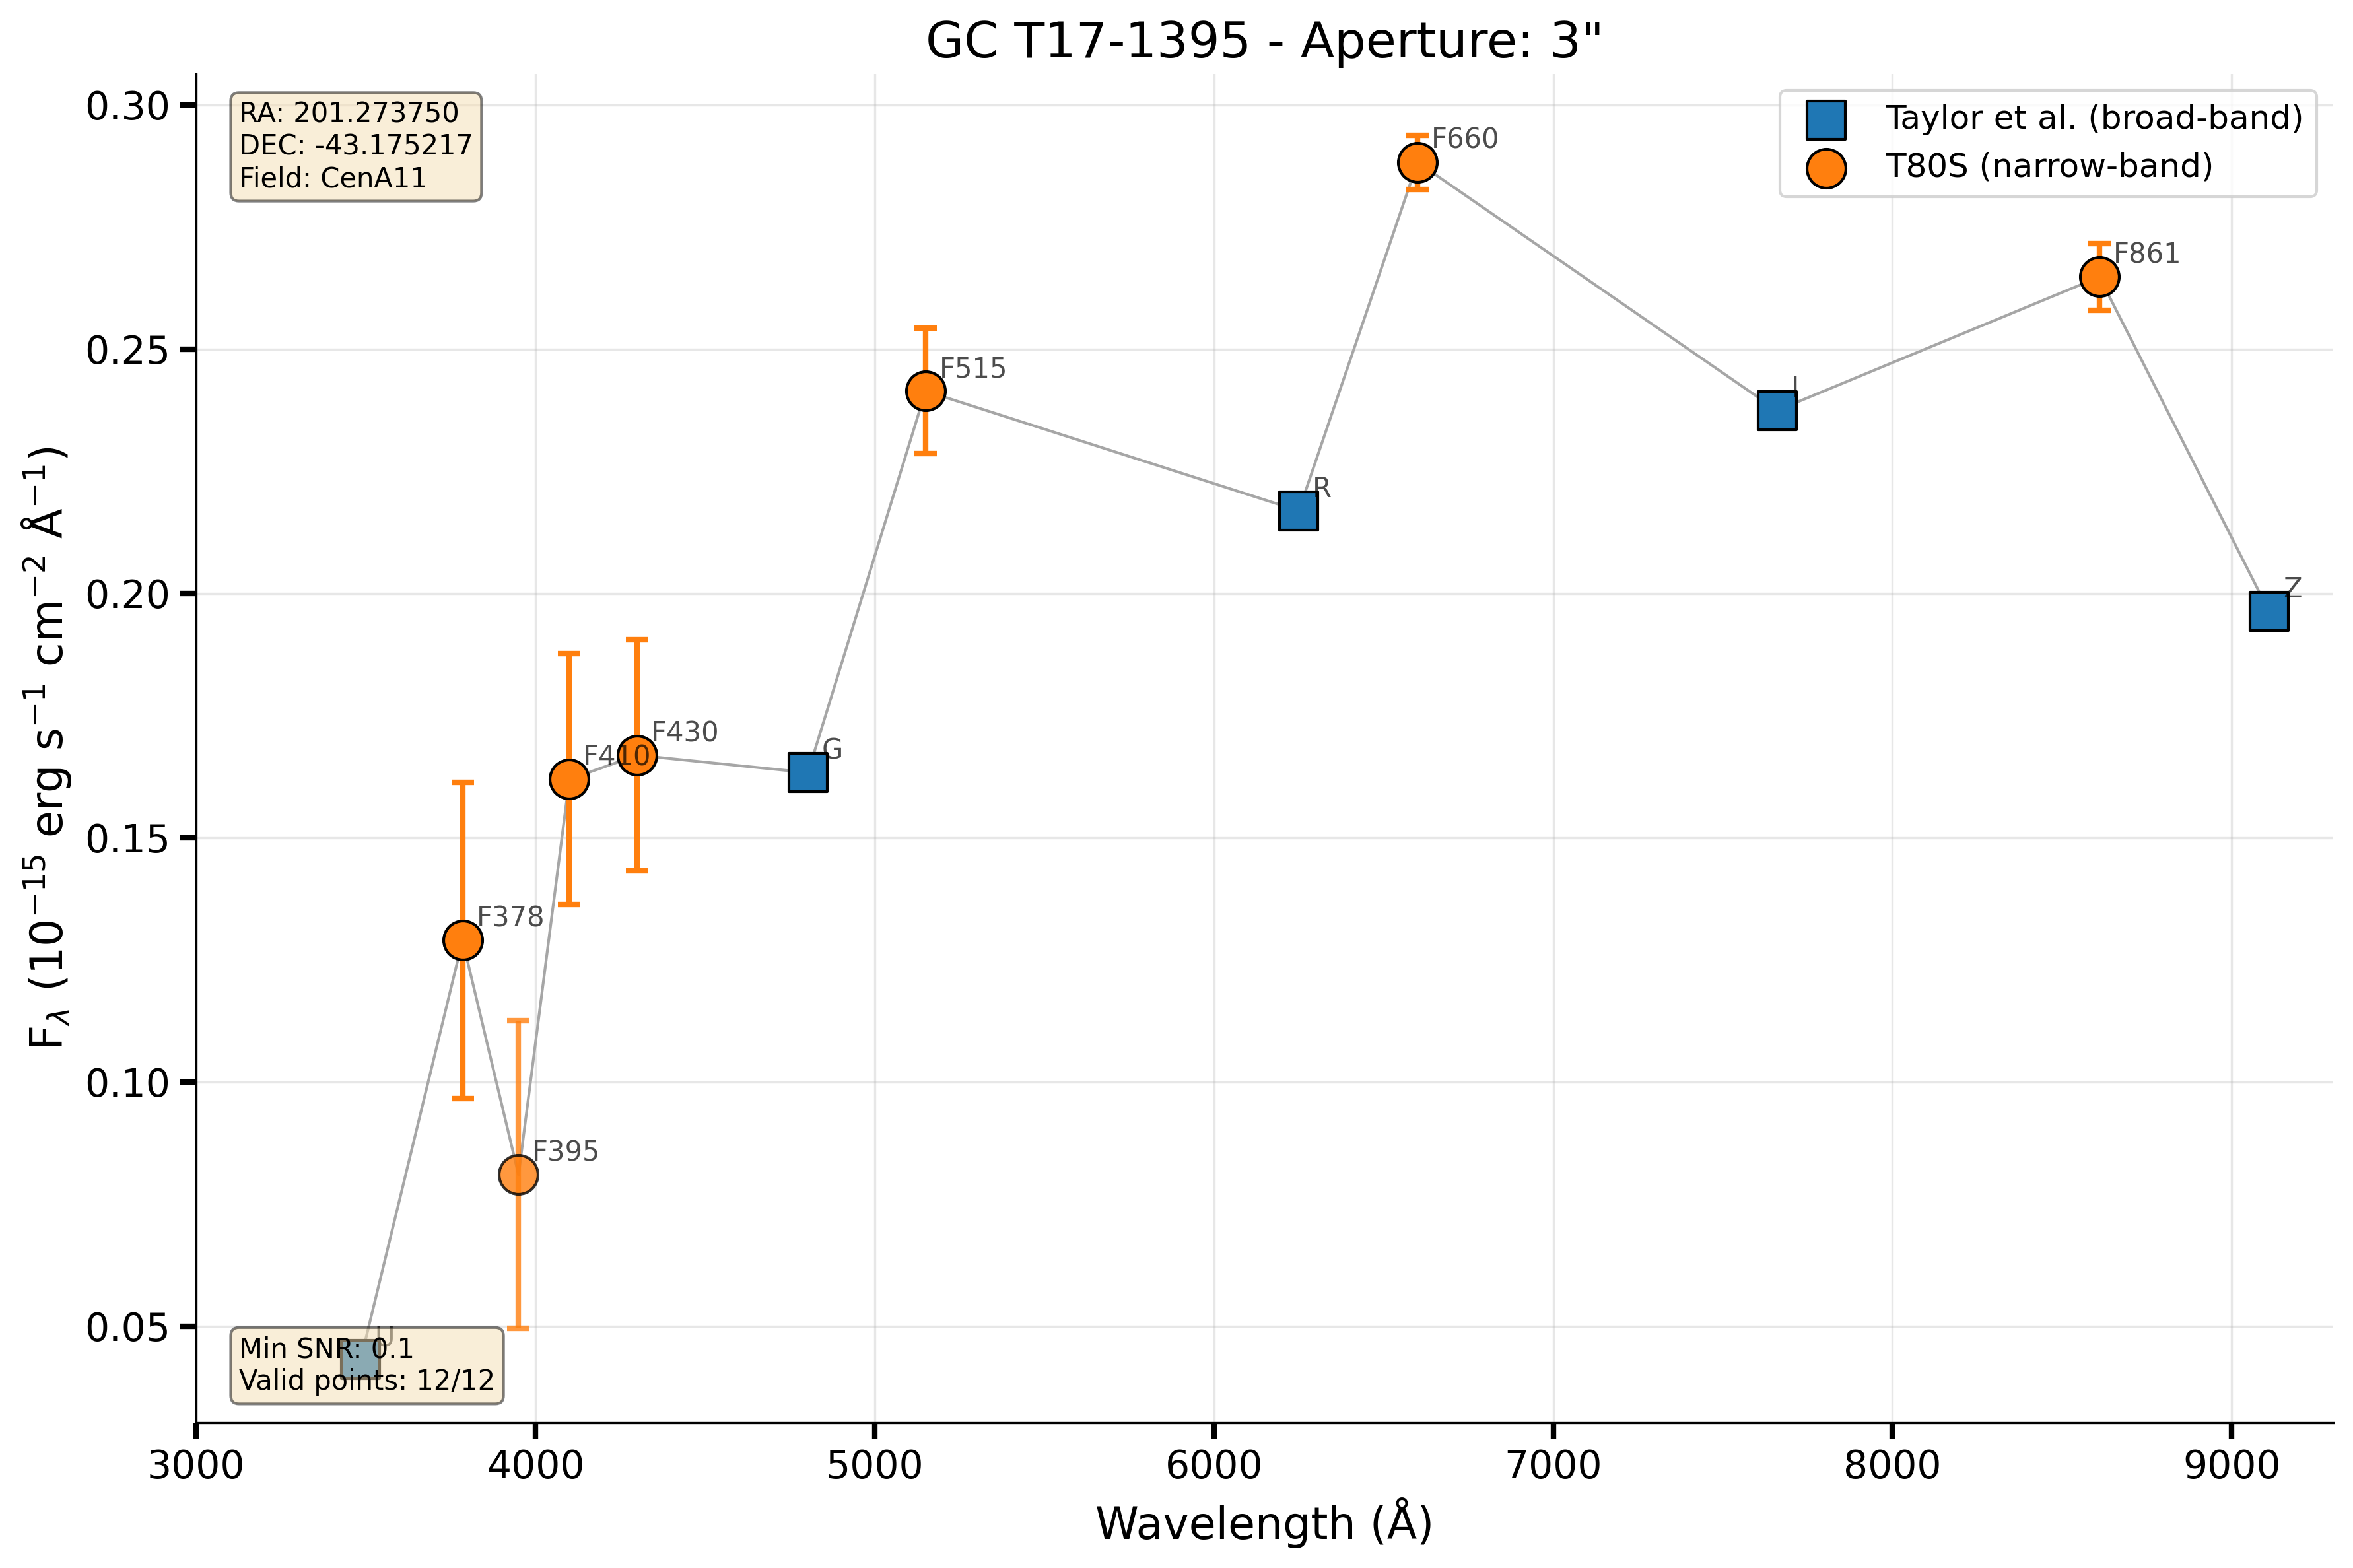 GC T17-1395 - Aperture: 3"
RA: 201.273750
DEC: -43.175217
Field: CenA11
Taylor et al. (broad-band)
T80S (narrow-band)
F660
F861
F515
I
R
Z
F430
F410
G
F378
F395
U
Min SNR: 0.1
Valid points: 12/12
0.30
0.25
0.20
0.15
0.10
0.05
F$_{λ}$ (10$^{−15}$ erg s$^{−1}$ cm$^{−2}$ Å$^{−1}$)
3000 4000 5000 6000 7000 8000 9000
Wavelength (Å)